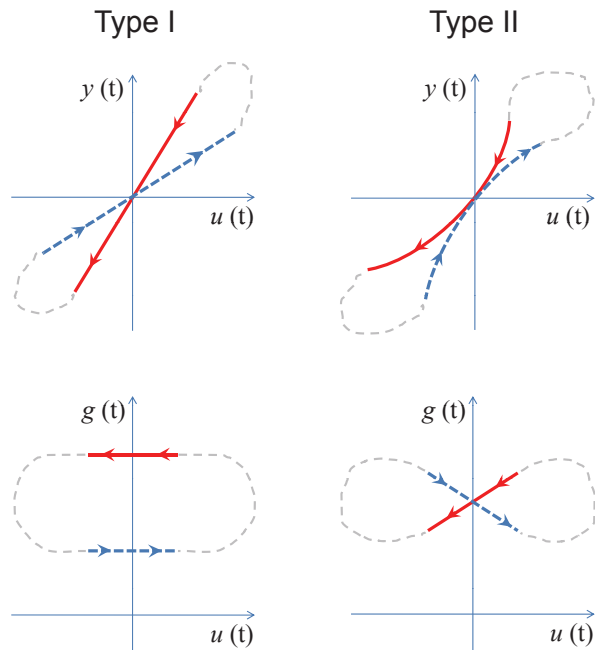 Type I
Type II
y (t)
y (t)
u (t)
u (t)
g (t)
g (t)
u (t)
u (t)